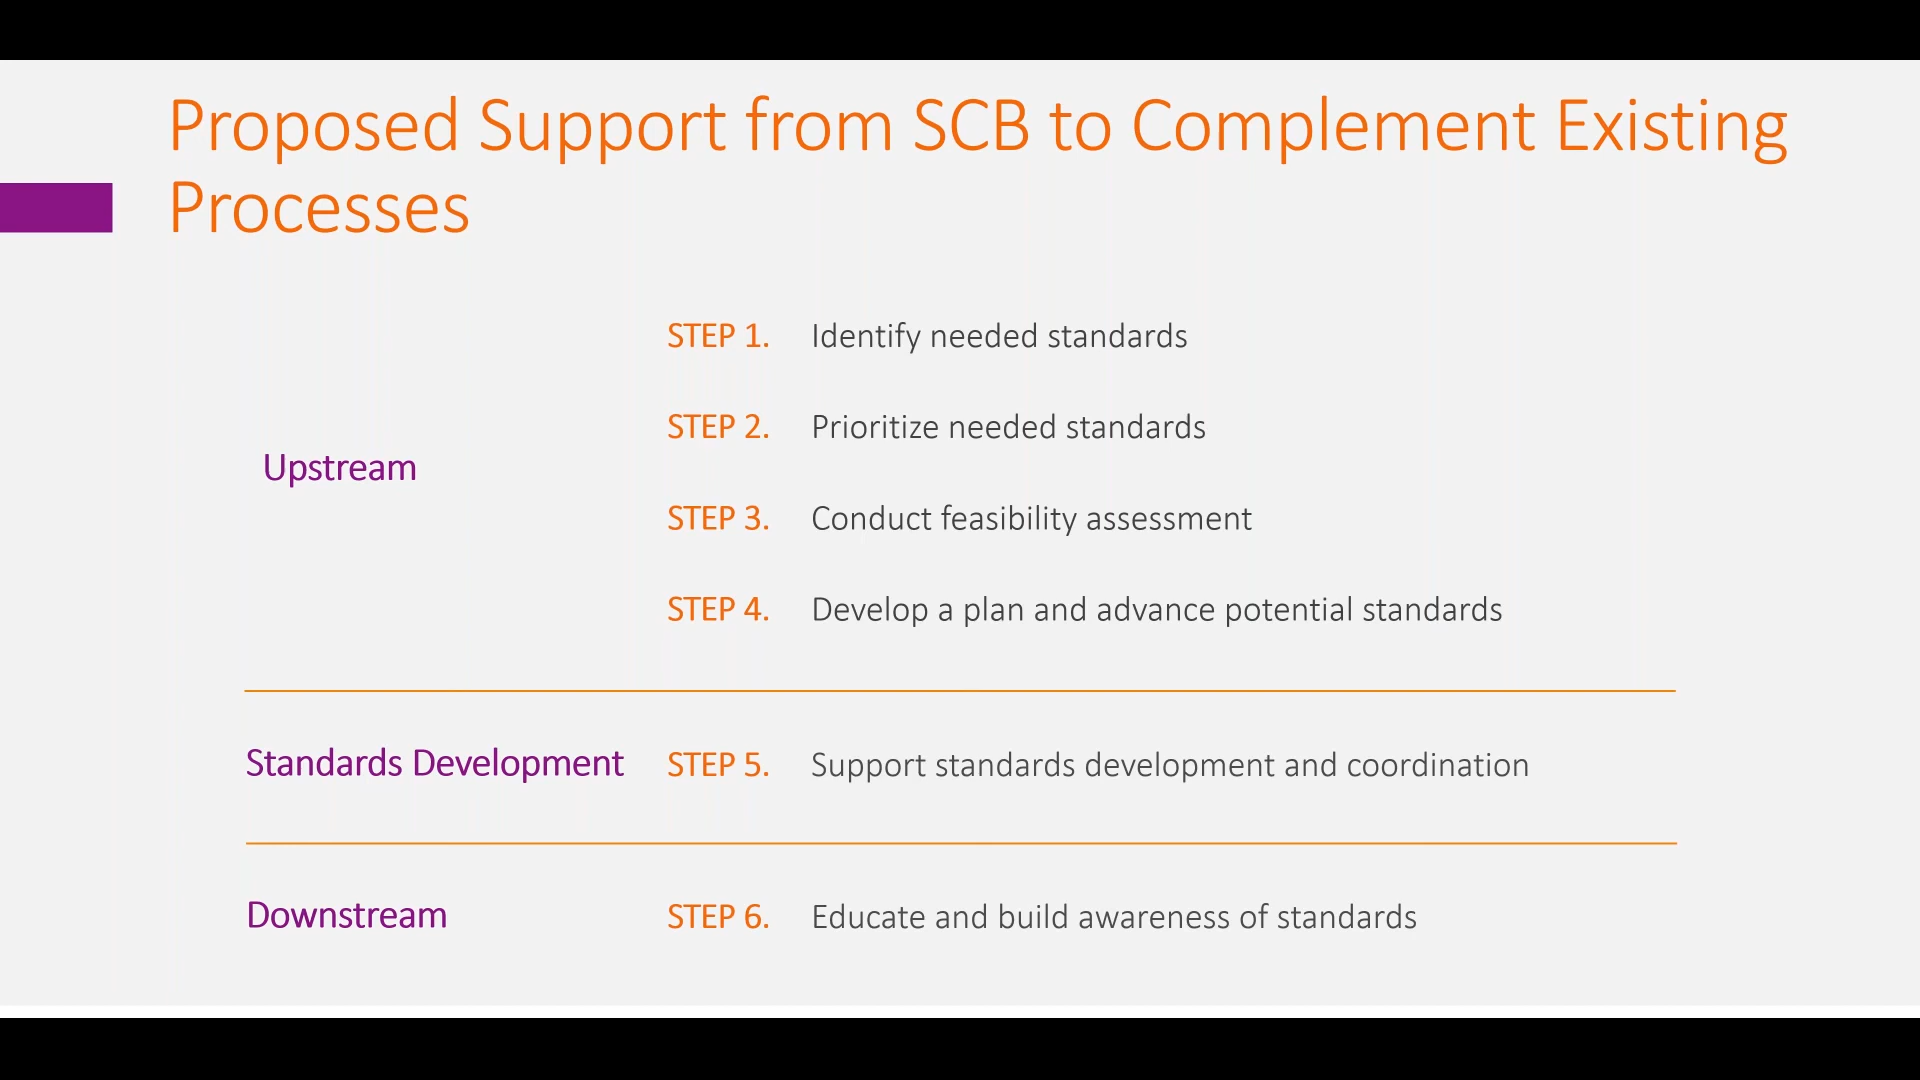 Proposed Support from SCB to Complement Existing
Processes
STEP 1. Identify needed standards
STEP 2. Prioritize needed standards
Upstream
STEP 3. Conduct feasibility assessment
STEP 4. Develop a plan and advance potential standards
Standards Development STEP 5. Support standards development and coordination
Downstream STEP 6. Educate and build awareness of standards